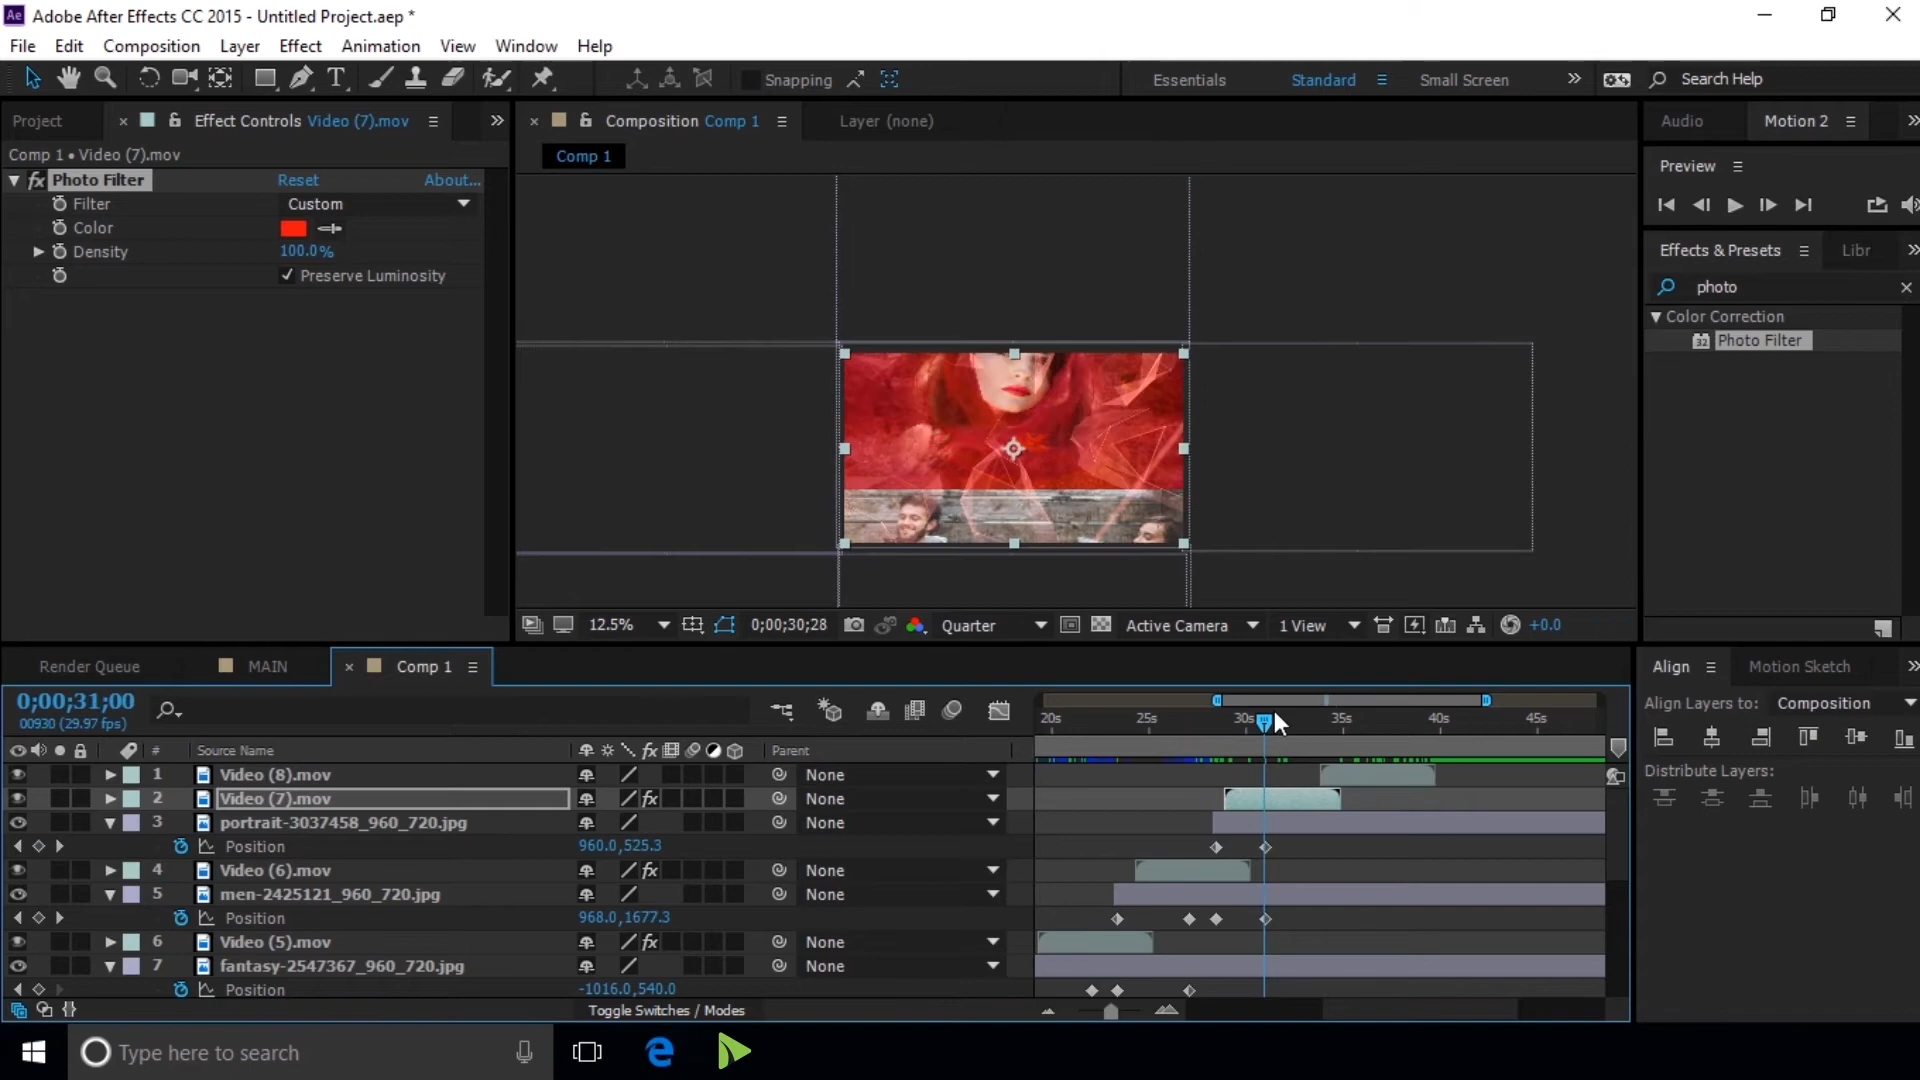 Ae Adobe After Effects CC 2015 - Untitled Project.aep *
File Edit Composition Layer Effect Animation View Window Help
T Snapping Essentials Standard Small Screen Search Help
Project Effect Controls Video (7).mov
Composition Comp 1 Layer (none)
Audio Motion 2
Comp 1 • Video (7).mov
Comp 1
Preview
fx Photo Filter Reset About...
Filter Custom
Color
Density 100.0%
Preserve Luminosity
Effects & Presets Libr
photo
Color Correction
32 Photo Filter
12.5% 0;00;30;28 Quarter Active Camera 1 View +0.0
Render Queue MAIN Comp 1
Align Motion Sketch
0;00;31;00
00930 (29.97 fps)
20s 25s 30s 35s 40s 45s
Align Layers to: Composition
Distribute Layers:
# Source Name fx Parent
1 Video (8).mov None
2 Video (7).mov fx None
3 portrait-3037458_960_720.jpg None
Position 960.0,525.3
4 Video (6).mov fx None
5 men-2425121_960_720.jpg None
Position 968.0,1677.3
6 Video (5).mov fx None
7 fantasy-2547367_960_720.jpg None
Position -1016.0,540.0
Toggle Switches / Modes
Type here to search